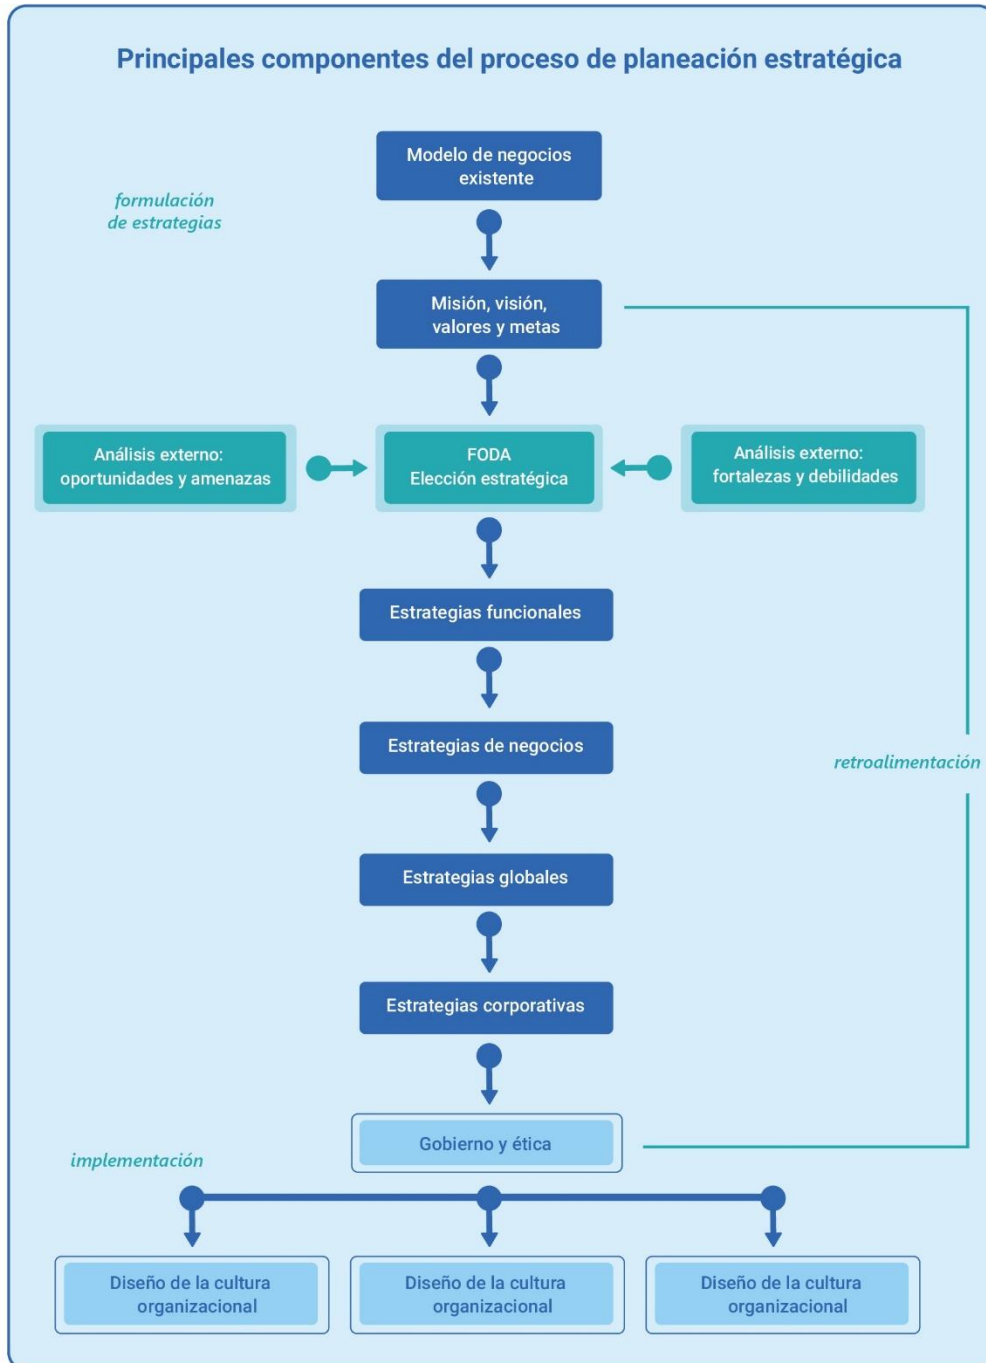 Principales componentes del proceso de planeación estratégica
Modelo de negocios
existente
formulación
de estrategias
Misión, visión,
valores y metas
Análisis externo:
oportunidades y amenazas
FODA
Elección estratégica
Análisis externo:
fortalezas y debilidades
Estrategias funcionales
Estrategias de negocios
retroalimentación
Estrategias globales
Estrategias corporativas
Gobierno y ética
implementación
Diseño de la cultura
organizacional
Diseño de la cultura
organizacional
Diseño de la cultura
organizacional